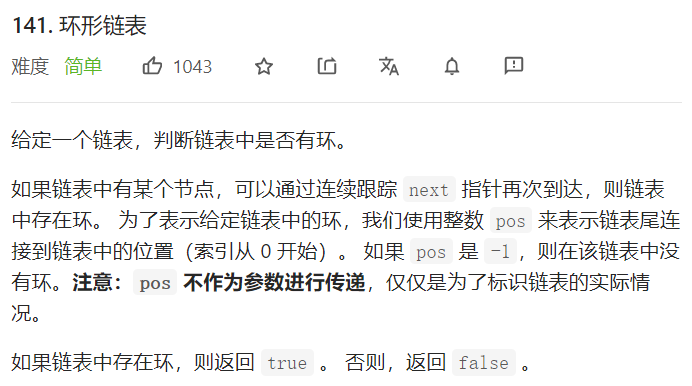 141. 环形链表
难度 简单 1043
给定一个链表，判断链表中是否有环。
如果链表中有某个节点，可以通过连续跟踪 next 指针再次到达，则链表
中存在环。 为了表示给定链表中的环，我们使用整数 pos 来表示链表尾连
接到链表中的位置（索引从 0 开始）。 如果 pos 是 -1，则在该链表中没
有环。注意：pos 不作为参数进行传递，仅仅是为了标识链表的实际情
况。
如果链表中存在环，则返回 true 。 否则，返回 false 。